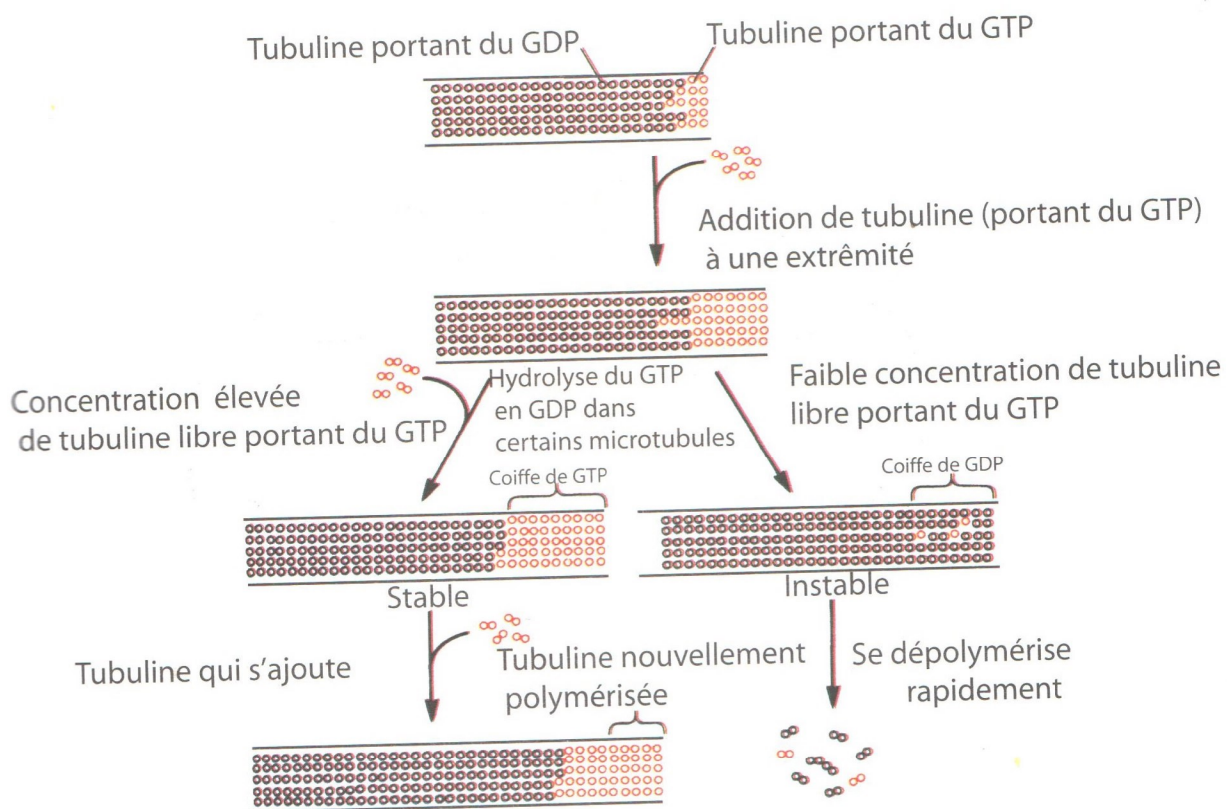 Tubuline portant du GDP
Tubuline portant du GTP
Addition de tubuline (portant du GTP)
à une extrêmité
Concentration élevée
de tubuline libre portant du GTP
Hydrolyse du GTP
en GDP dans
certains microtubules
Faible concentration de tubuline
libre portant du GTP
Coiffe de GTP
Coiffe de GDP
Stable
Instable
Tubuline qui s'ajoute
Tubuline nouvellement
polymérisée
Se dépolymérise
rapidement